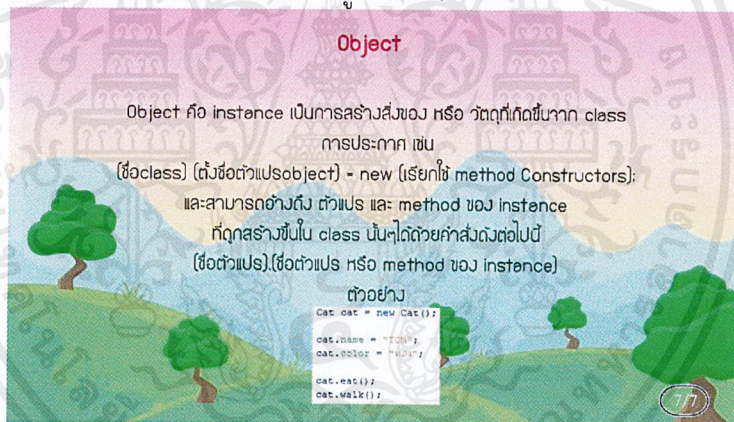 Object
Object คือ instance เป็นการสร้างสิ่งของ หรือ วัตถุที่เกิดขึ้นจาก class
การประกาศ เช่น
(ชื่อclass) (ตั้งชื่อตัวแปรobject) = new (เรียกใช้ method Constructors);
และสามารถอ้างถึง ตัวแปร และ method ของ instance
ที่ถูกสร้างขึ้นใน class นั้นๆได้ด้วยคำสั่งดังต่อไปนี้
(ชื่อตัวแปร).(ชื่อตัวแปร หรือ method ของ instance)
ตัวอย่าง
Cat cat = new Cat();
cat.name = "TOM";
cat.color = "เทา";
cat.eat();
cat.walk();
7/7